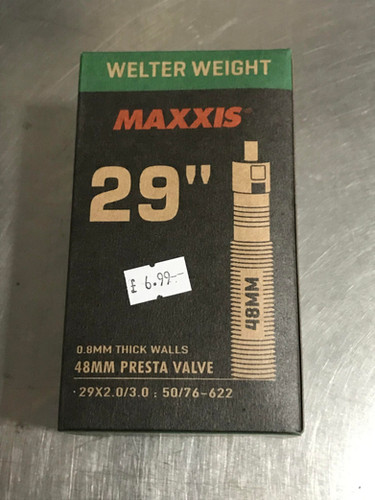 WELTER WEIGHT
MAXXIS
29"
48MM
£6.99-
0.8MM THICK WALLS
48MM PRESTA VALVE
· 29X2.0/3.0 ; 50/76-622